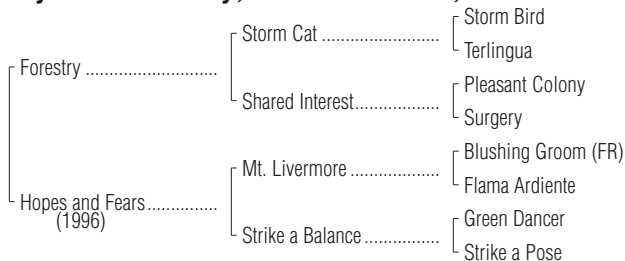 Storm Bird
Storm Cat ........................
Terlingua
Forestry ...........................
Pleasant Colony
Shared Interest.................
Surgery
Blushing Groom (FR)
Mt. Livermore ..................
Flama Ardiente
Hopes and Fears..............
(1996)
Green Dancer
Strike a Balance ...............
Strike a Pose